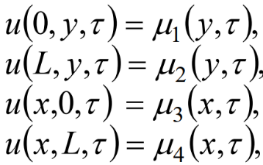 u(0, y, τ) = μ₁(y, τ),
u(L, y, τ) = μ₂(y, τ),
u(x,0, τ) = μ₃(x, τ),
u(x, L, τ) = μ₄(x, τ),